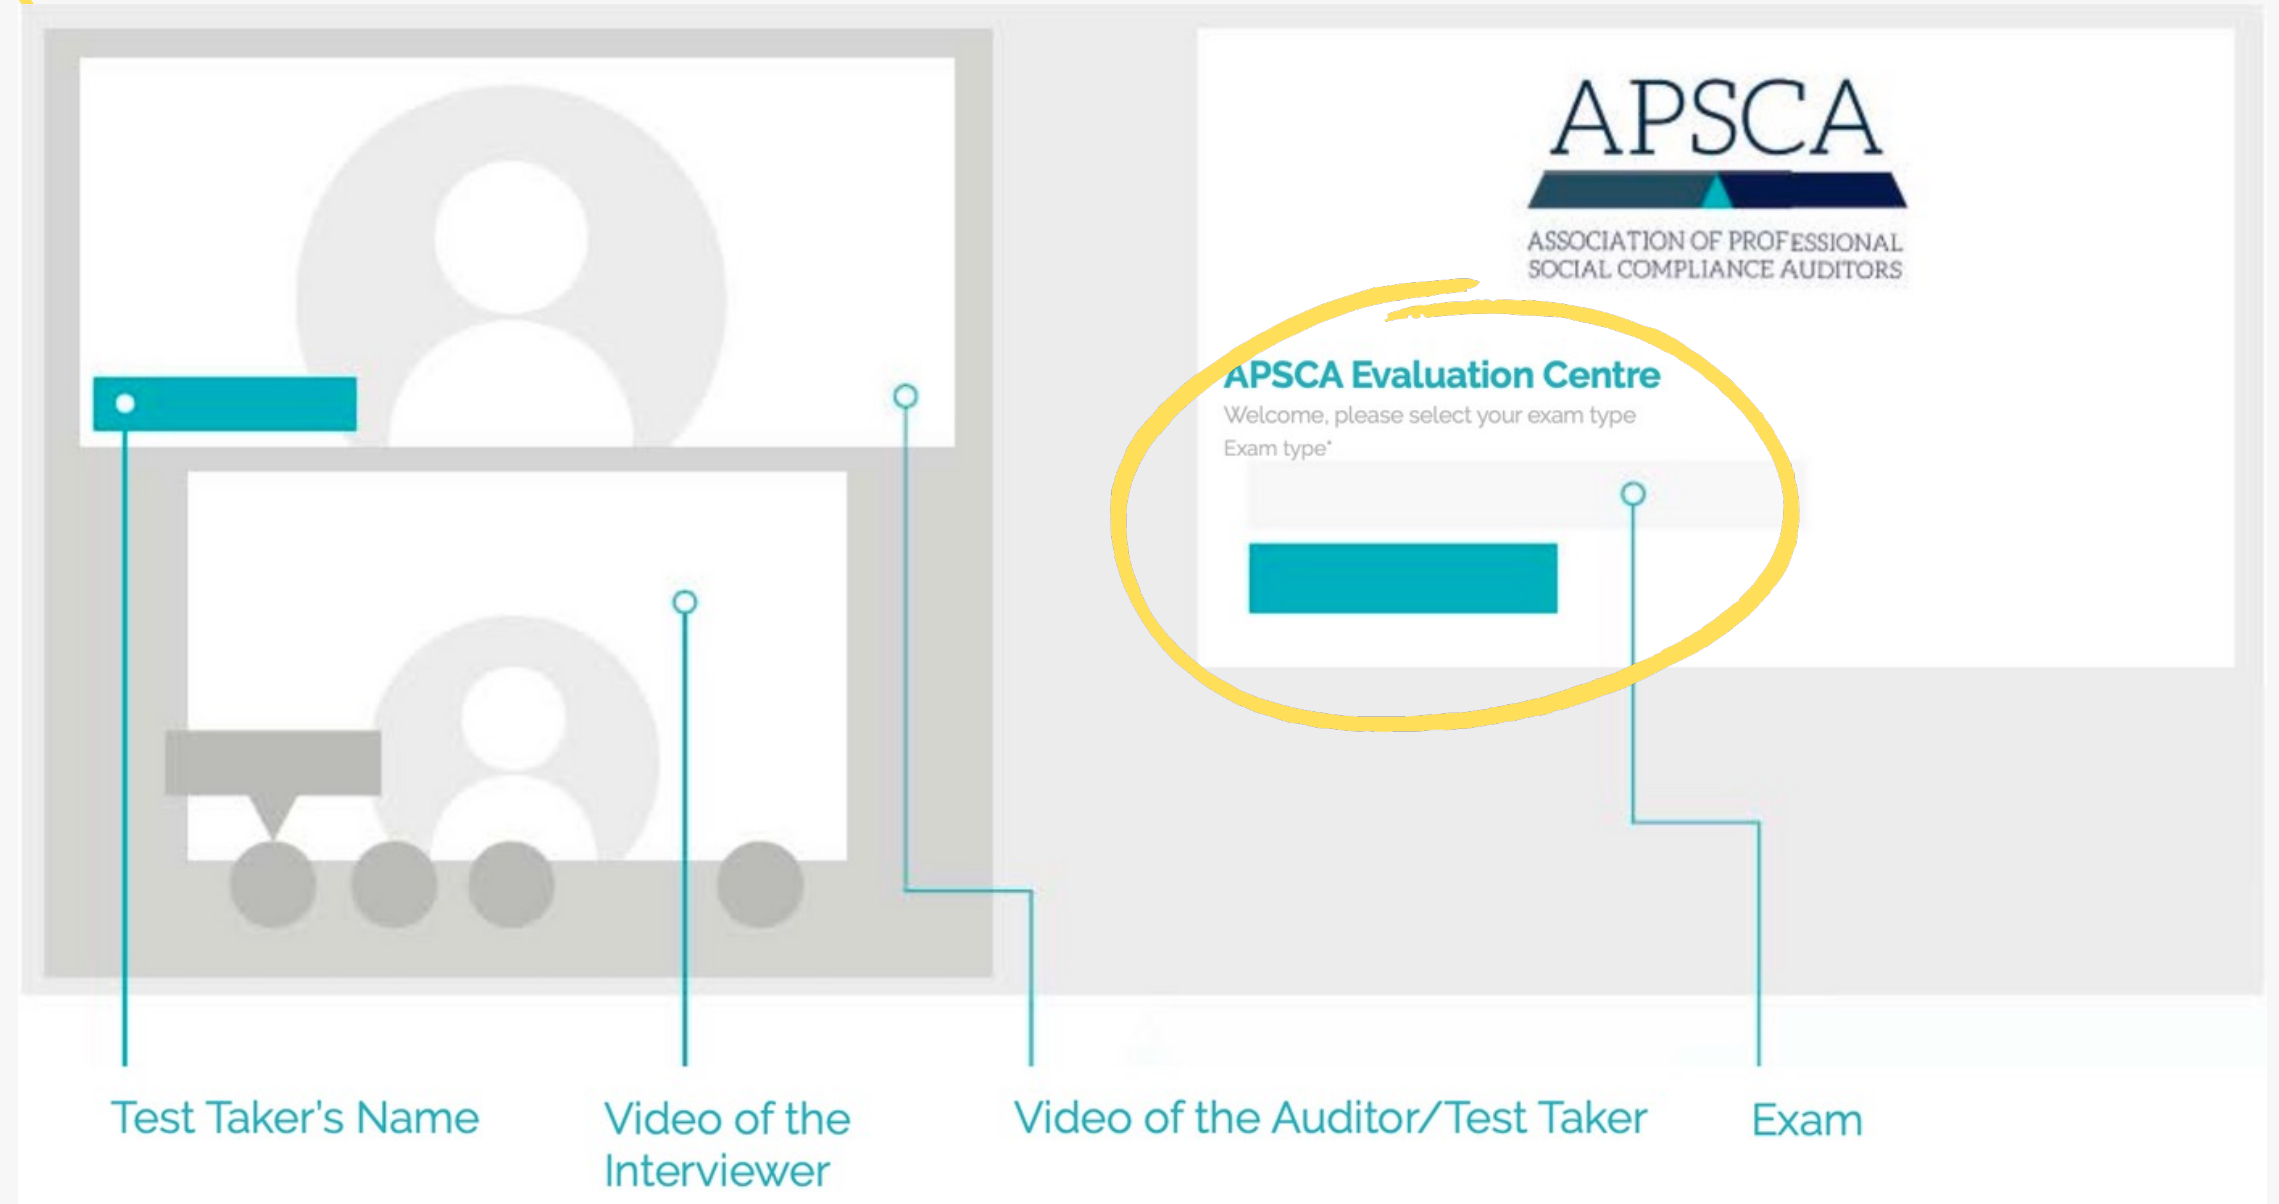 APSCA
ASSOCIATION OF PROFESSIONAL
SOCIAL COMPLIANCE AUDITORS
APSCA Evaluation Centre
Welcome, please select your exam type
Exam type*
Test Taker's Name
Video of the
Interviewer
Video of the Auditor/Test Taker
Exam